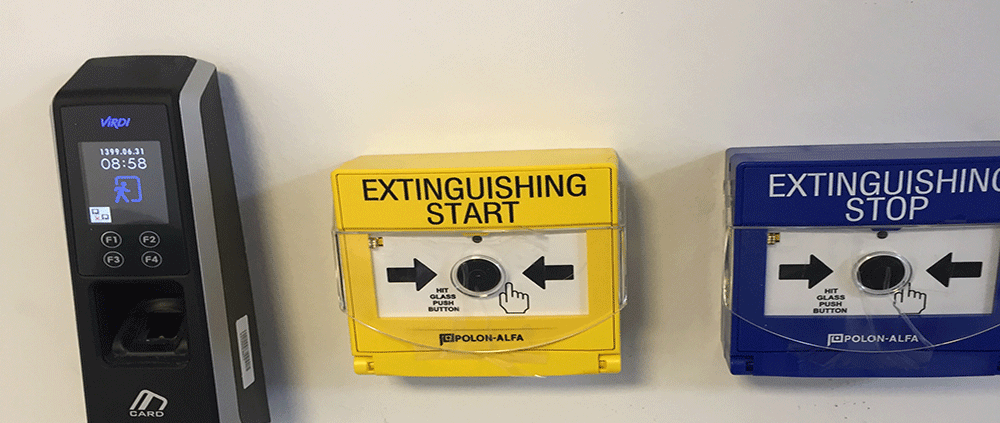 VIRDI
1399.06.31
08:58
F1 F2
F3 F4
CARD
EXTINGUISHING
START
HIT
GLASS
PUSH
BUTTON
POLON-ALFA
EXTINGUISHING
STOP
HIT
GLASS
PUSH
BUTTON
POLON-ALFA